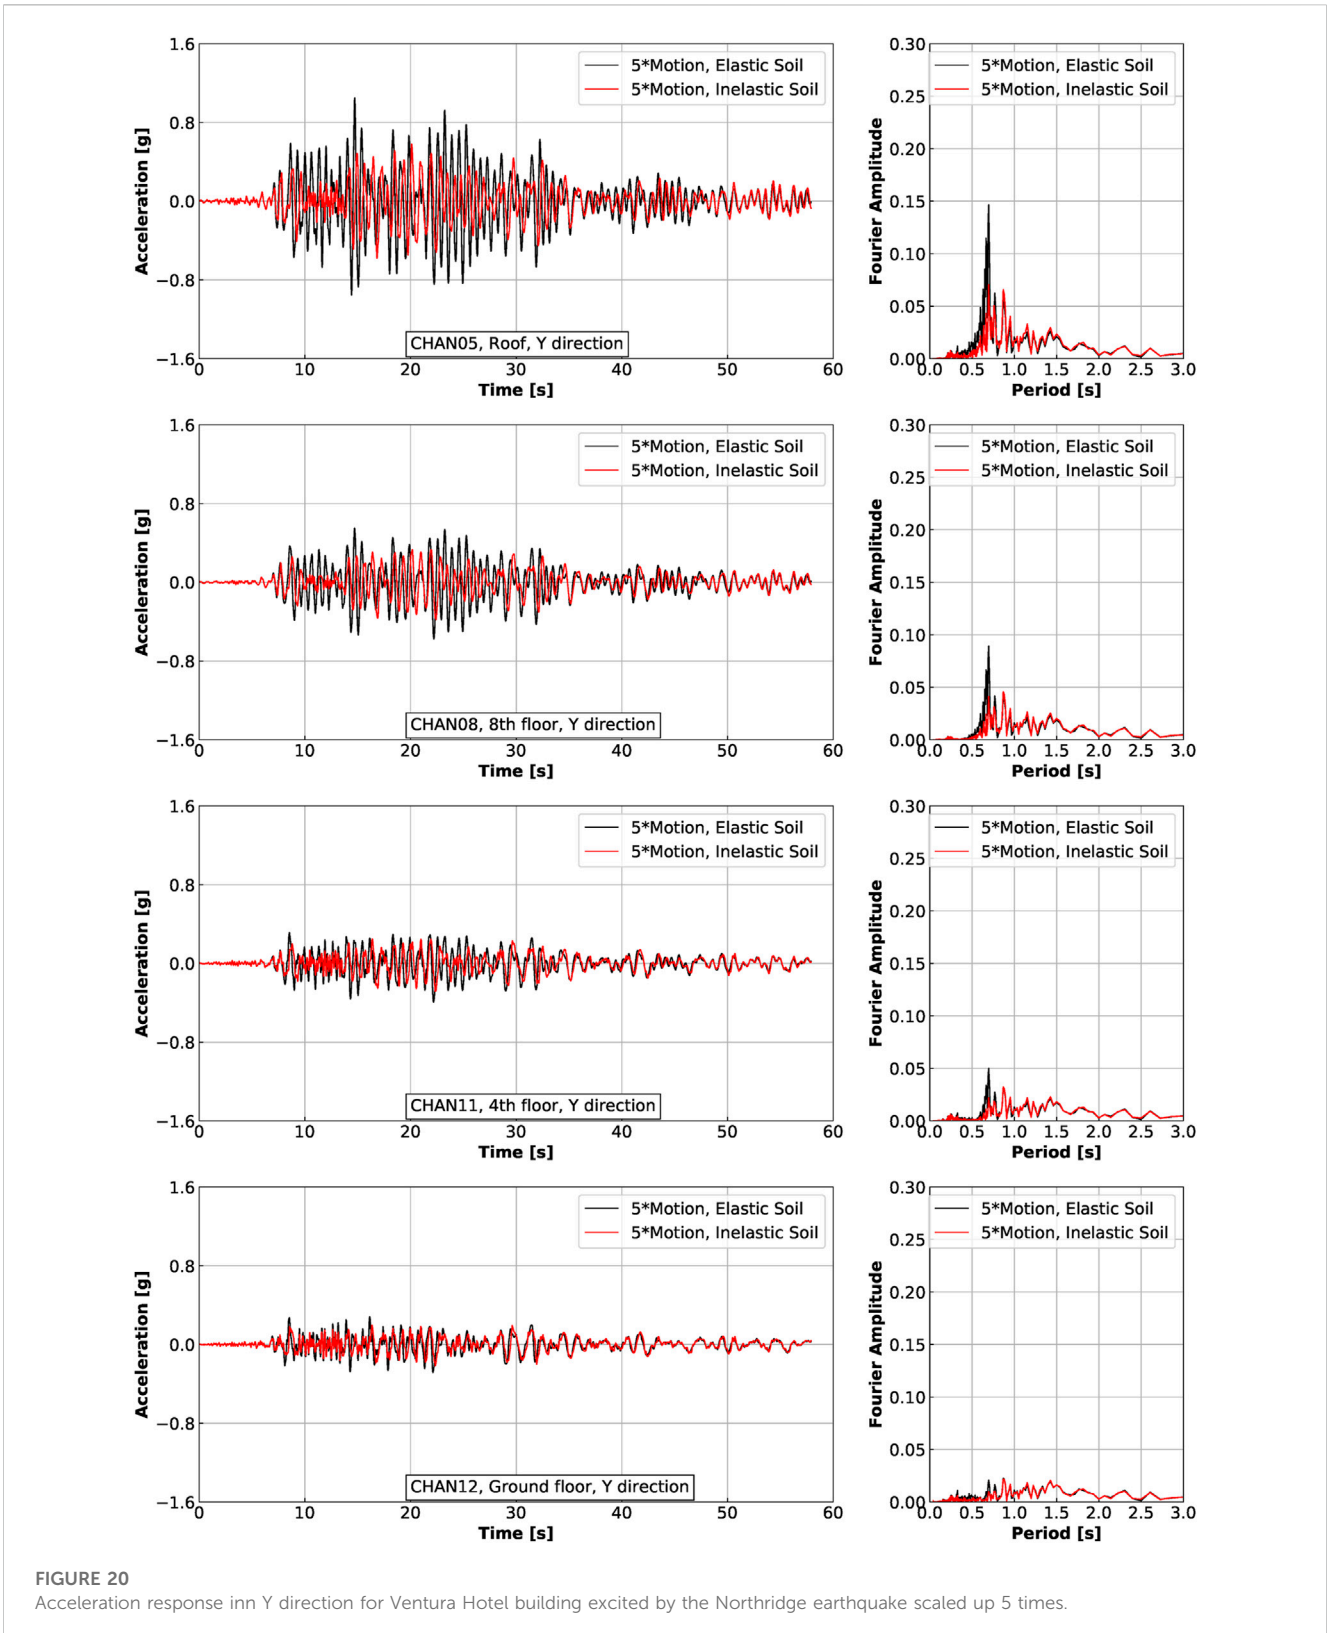 1.6
0.8
0.0
−0.8
−1.6
Acceleration [g]
5*Motion, Elastic Soil
5*Motion, Inelastic Soil
CHAN05, Roof, Y direction
0 10 20 30 40 50 60
Time [s]
0.30
0.25
0.20
0.15
0.10
0.05
0.00
Fourier Amplitude
5*Motion, Elastic Soil
5*Motion, Inelastic Soil
0.0 0.5 1.0 1.5 2.0 2.5 3.0
Period [s]
1.6
0.8
0.0
−0.8
−1.6
Acceleration [g]
5*Motion, Elastic Soil
5*Motion, Inelastic Soil
CHAN08, 8th floor, Y direction
0 10 20 30 40 50 60
Time [s]
0.30
0.25
0.20
0.15
0.10
0.05
0.00
Fourier Amplitude
5*Motion, Elastic Soil
5*Motion, Inelastic Soil
0.0 0.5 1.0 1.5 2.0 2.5 3.0
Period [s]
1.6
0.8
0.0
−0.8
−1.6
Acceleration [g]
5*Motion, Elastic Soil
5*Motion, Inelastic Soil
CHAN11, 4th floor, Y direction
0 10 20 30 40 50 60
Time [s]
0.30
0.25
0.20
0.15
0.10
0.05
0.00
Fourier Amplitude
5*Motion, Elastic Soil
5*Motion, Inelastic Soil
0.0 0.5 1.0 1.5 2.0 2.5 3.0
Period [s]
1.6
0.8
0.0
−0.8
−1.6
Acceleration [g]
5*Motion, Elastic Soil
5*Motion, Inelastic Soil
CHAN12, Ground floor, Y direction
0 10 20 30 40 50 60
Time [s]
0.30
0.25
0.20
0.15
0.10
0.05
0.00
Fourier Amplitude
5*Motion, Elastic Soil
5*Motion, Inelastic Soil
0.0 0.5 1.0 1.5 2.0 2.5 3.0
Period [s]
FIGURE 20
Acceleration response inn Y direction for Ventura Hotel building excited by the Northridge earthquake scaled up 5 times.